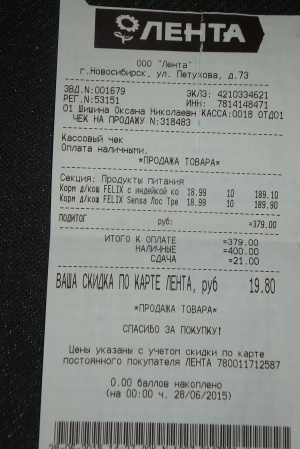 ЛЕНТА
ООО "Лента"
г.Новосибирск, ул. Петухова, д.73
ЗВД.N:001679 ЭКЛЗ: 4210334621
РЕГ.N:53151 ИНН: 7814148471
01 Шишина Оксана Николаевн КАССА:0018 ОТД01
ЧЕК НА ПРОДАЖУ N:318483
Кассовый чек
Оплата наличными.
*ПРОДАЖА ТОВАРА*
Секция: Продукты питания
Корм д/кош FELIX с индейкой ко 18.99 10 189.10
Корм д/кош FELIX Sensa Лос Тре 18.99 10 189.90
ПОДИТОГ руб: =379.00
ИТОГО К ОПЛАТЕ =379.00
НАЛИЧНЫЕ =400.00
СДАЧА =21.00
ВАША СКИДКА ПО КАРТЕ ЛЕНТА, руб 19.80
*ПРОДАЖА ТОВАРА*
СПАСИБО ЗА ПОКУПКУ!
Цены указаны с учетом скидки по карте
постоянного покупателя ЛЕНТА 780011712587
0.00 баллов накоплено
(на 00:00 ч. 28/06/2015)